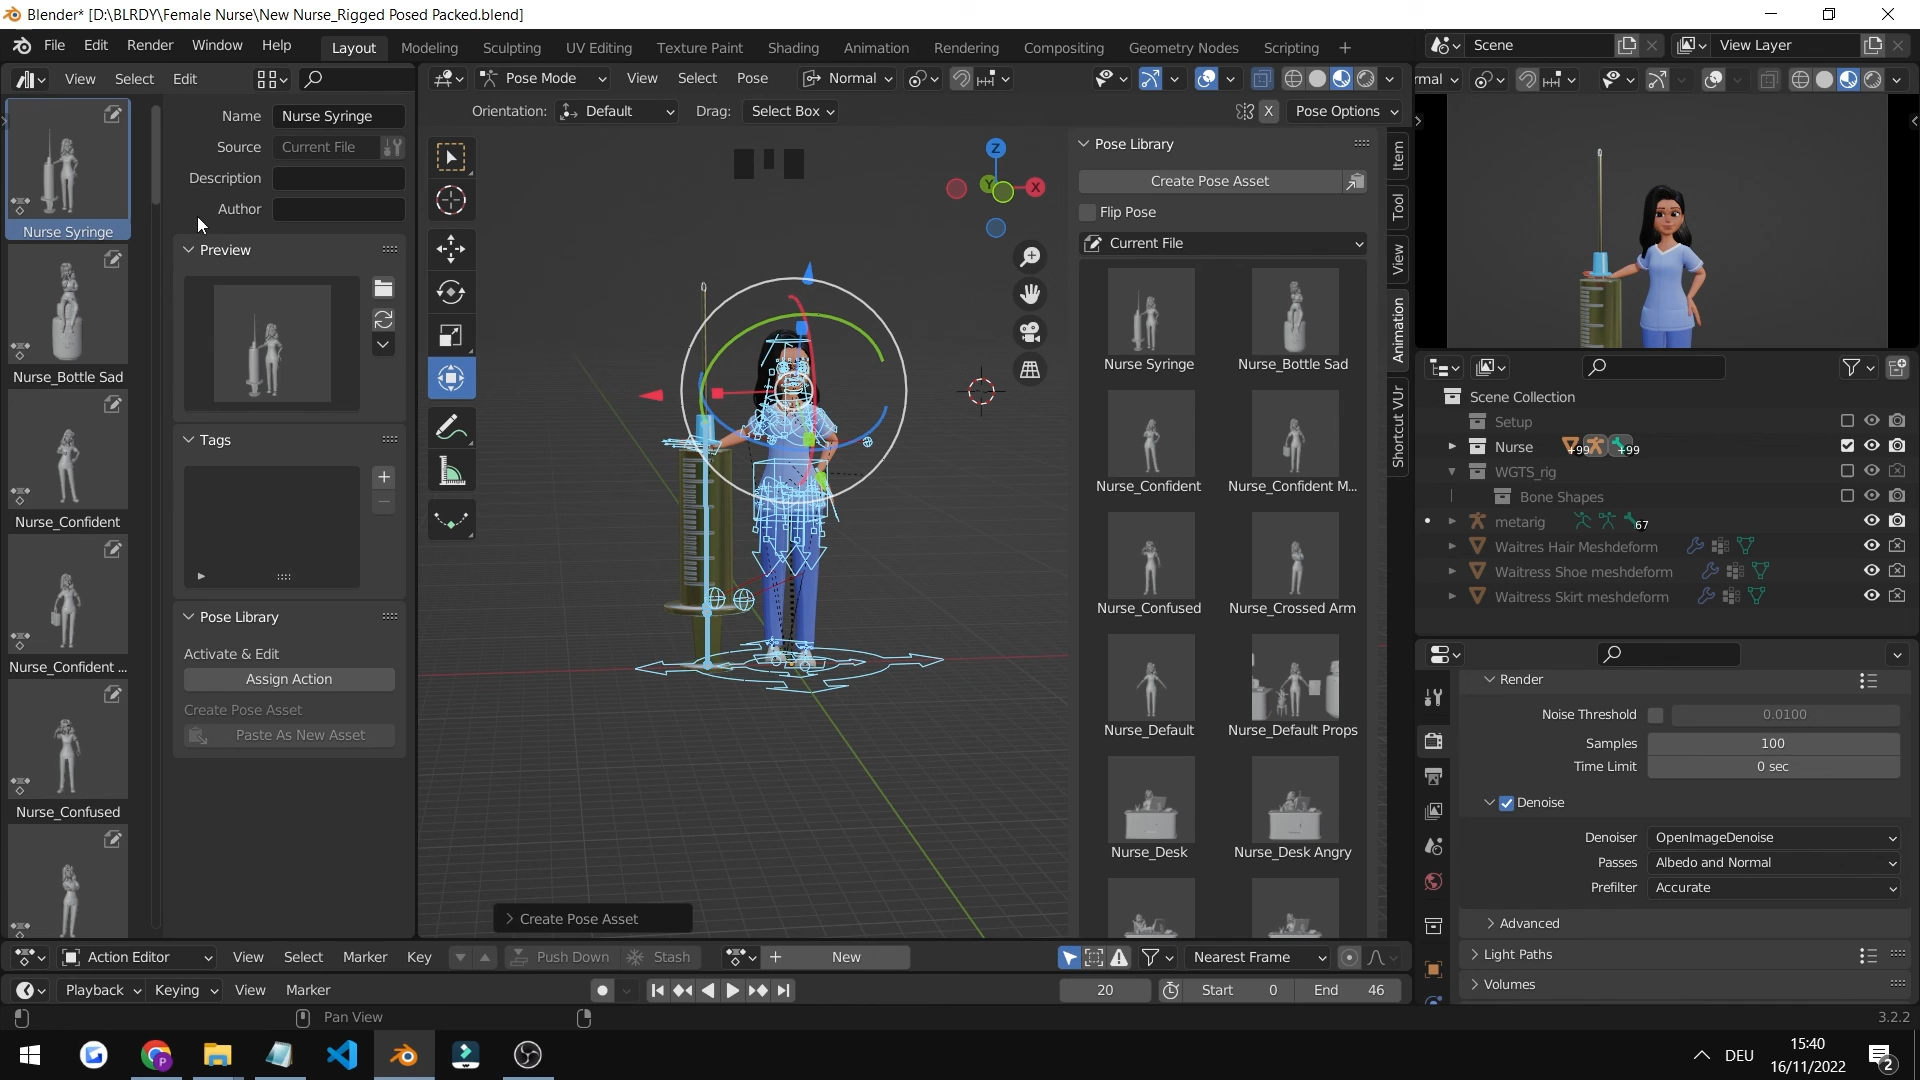 Blender* [D:\BLRDY\Female Nurse\New Nurse_Rigged Posed Packed.blend]
File Edit Render Window Help
Layout Modeling Sculpting UV Editing Texture Paint Shading Animation Rendering Compositing Geometry Nodes Scripting
Scene
View Layer
View Select Edit
Pose Mode View Select Pose Normal
mal
Orientation: Default Drag: Select Box
X Pose Options
Name Nurse Syringe
Source Current File
Description
Author
Preview
Tags
Pose Library
Activate & Edit
Assign Action
Create Pose Asset
Paste As New Asset
Nurse Syringe
Nurse_Bottle Sad
Nurse_Confident
Nurse_Confident ...
Nurse_Confused
Z
Y
X
Create Pose Asset
Pose Library
Create Pose Asset
Flip Pose
Current File
Nurse Syringe Nurse_Bottle Sad
Nurse_Confident Nurse_Confident M...
Nurse_Confused Nurse_Crossed Arm
Nurse_Default Nurse_Default Props
Nurse_Desk Nurse_Desk Angry
Item
Tool
View
Animation
Shortcut VUr
Scene Collection
Setup
Nurse +99 +99
WGTS_rig
Bone Shapes
metarig 67
Waitres Hair Meshdeform
Waitress Shoe meshdeform
Waitress Skirt meshdeform
Render
Noise Threshold 0.0100
Samples 100
Time Limit 0 sec
Denoise
Denoiser OpenImageDenoise
Passes Albedo and Normal
Prefilter Accurate
Advanced
Light Paths
Volumes
Action Editor View Select Marker Key Push Down Stash New Nearest Frame
Playback Keying View Marker 20 Start 0 End 46
Pan View
3.2.2
DEU
15:40
16/11/2022
2